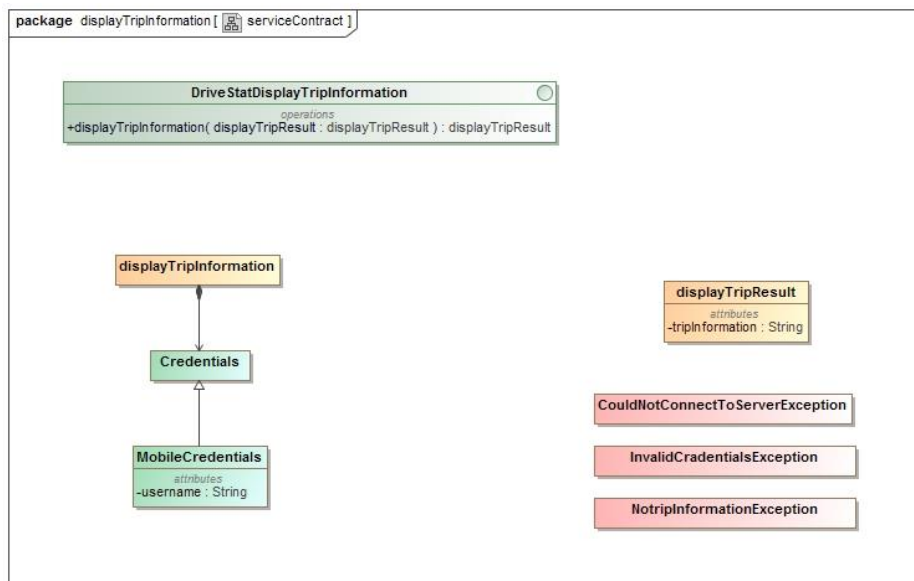 package displayTripInformation [ serviceContract ]
DriveStatDisplayTripInformation
operations
+displayTripInformation( displayTripResult : displayTripResult ) : displayTripResult
displayTripInformation
displayTripResult
attributes
-tripInformation : String
Credentials
CouldNotConnectToServerException
MobileCredentials
attributes
-username : String
InvalidCradentialsException
NotripInformationException